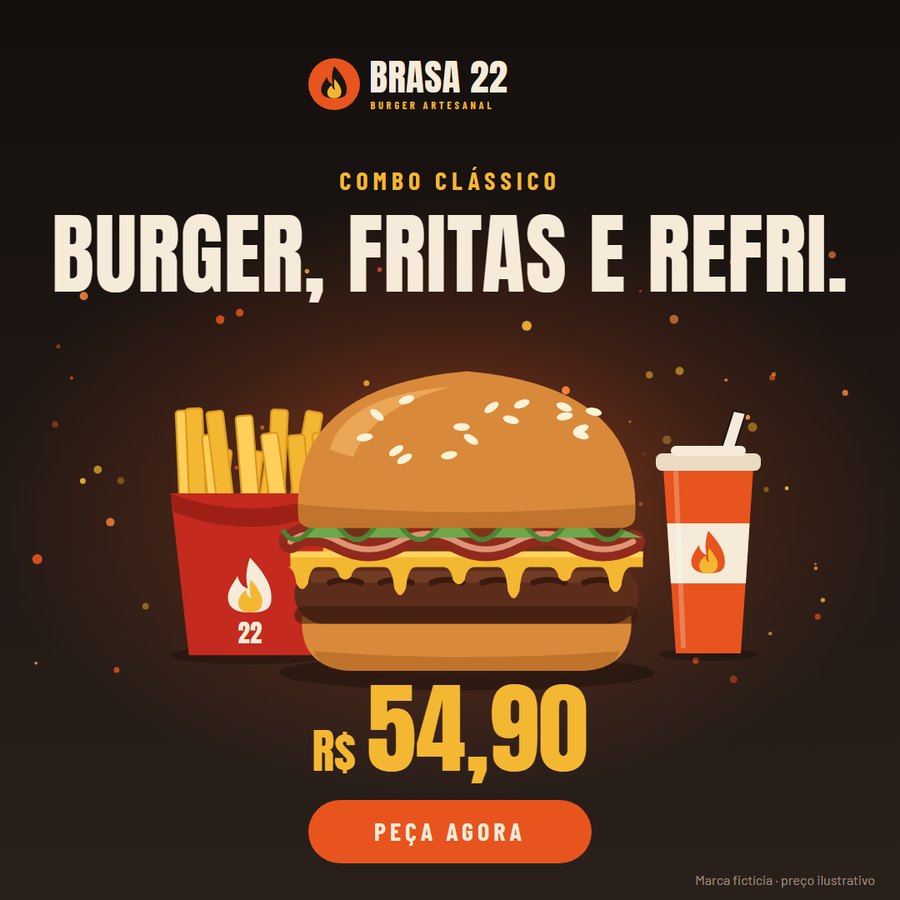 BRASA 22
BURGER ARTESANAL
COMBO CLÁSSICO
BURGER, FRITAS E REFRI.
22
R$ 54,90
PEÇA AGORA
Marca fictícia · preço ilustrativo